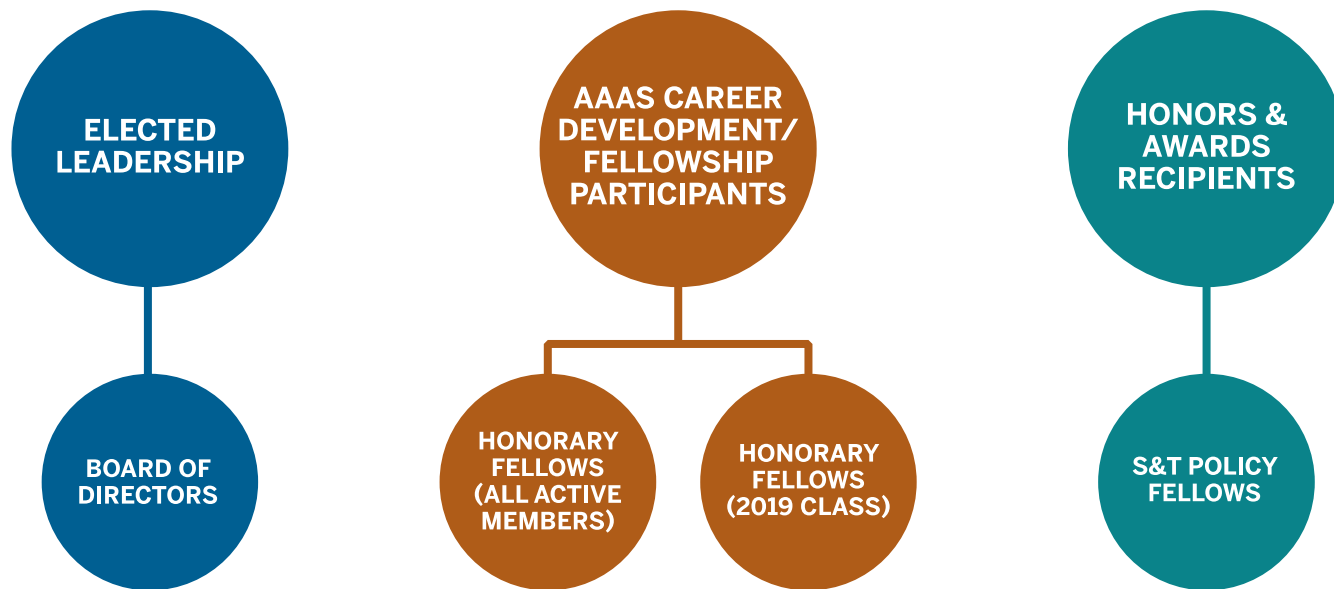 ELECTED
LEADERSHIP
AAAS CAREER
DEVELOPMENT/
FELLOWSHIP
PARTICIPANTS
HONORS &
AWARDS
RECIPIENTS
BOARD OF
DIRECTORS
HONORARY
FELLOWS
(ALL ACTIVE
MEMBERS)
HONORARY
FELLOWS
(2019 CLASS)
S&T POLICY
FELLOWS